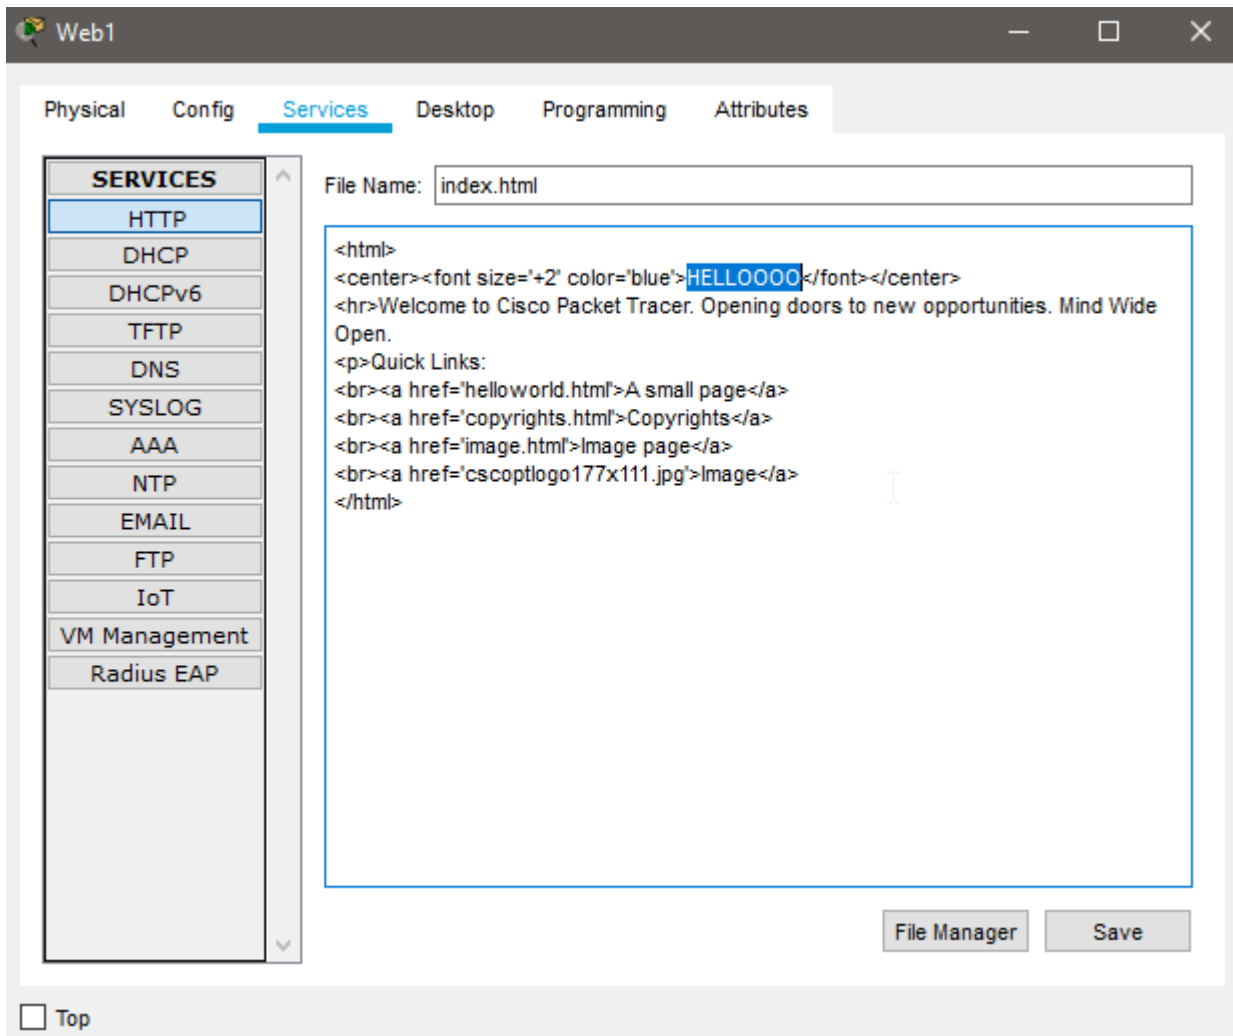 Web1
Physical Config Services Desktop Programming Attributes
SERVICES
HTTP
DHCP
DHCPv6
TFTP
DNS
SYSLOG
AAA
NTP
EMAIL
FTP
IoT
VM Management
Radius EAP
File Name: index.html
<html>
<center><font size='+2' color='blue'>HELLOOOO</font></center>
<hr>Welcome to Cisco Packet Tracer. Opening doors to new opportunities. Mind Wide
Open.
<p>Quick Links:
<br><a href='helloworld.html'>A small page</a>
<br><a href='copyrights.html'>Copyrights</a>
<br><a href='image.html'>Image page</a>
<br><a href='cscoptlogo177x111.jpg'>Image</a>
</html>
File Manager Save
Top